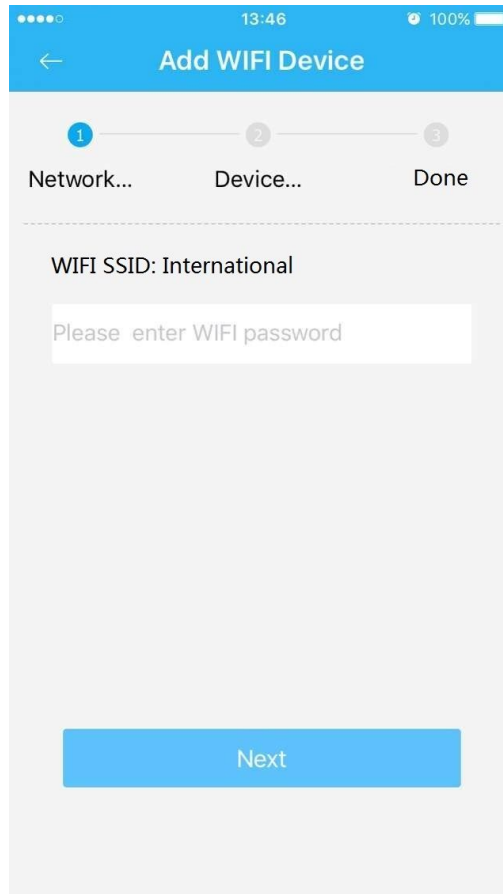 13:46 100%
Add WIFI Device
1 2 3
Network... Device... Done
WIFI SSID: International
Please enter WIFI password
Next